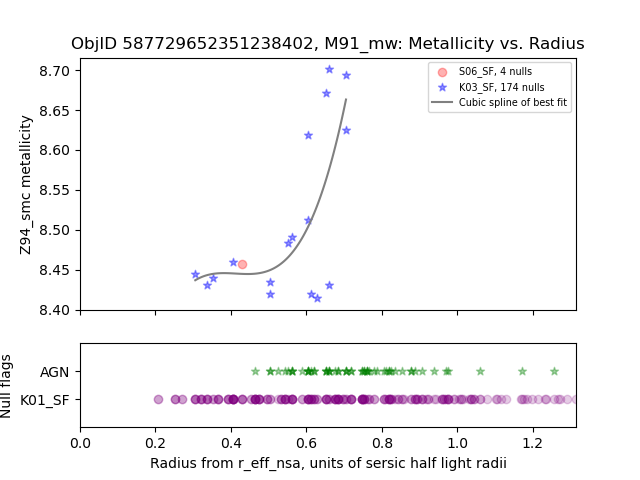 ObjID 587729652351238402, M91_mw: Metallicity vs. Radius
8.70
8.65
8.60
8.55
8.50
8.45
8.40
Z94_smc metallicity
S06_SF, 4 nulls
K03_SF, 174 nulls
Cubic spline of best fit
AGN
K01_SF
Null flags
0.0 0.2 0.4 0.6 0.8 1.0 1.2
Radius from r_eff_nsa, units of sersic half light radii